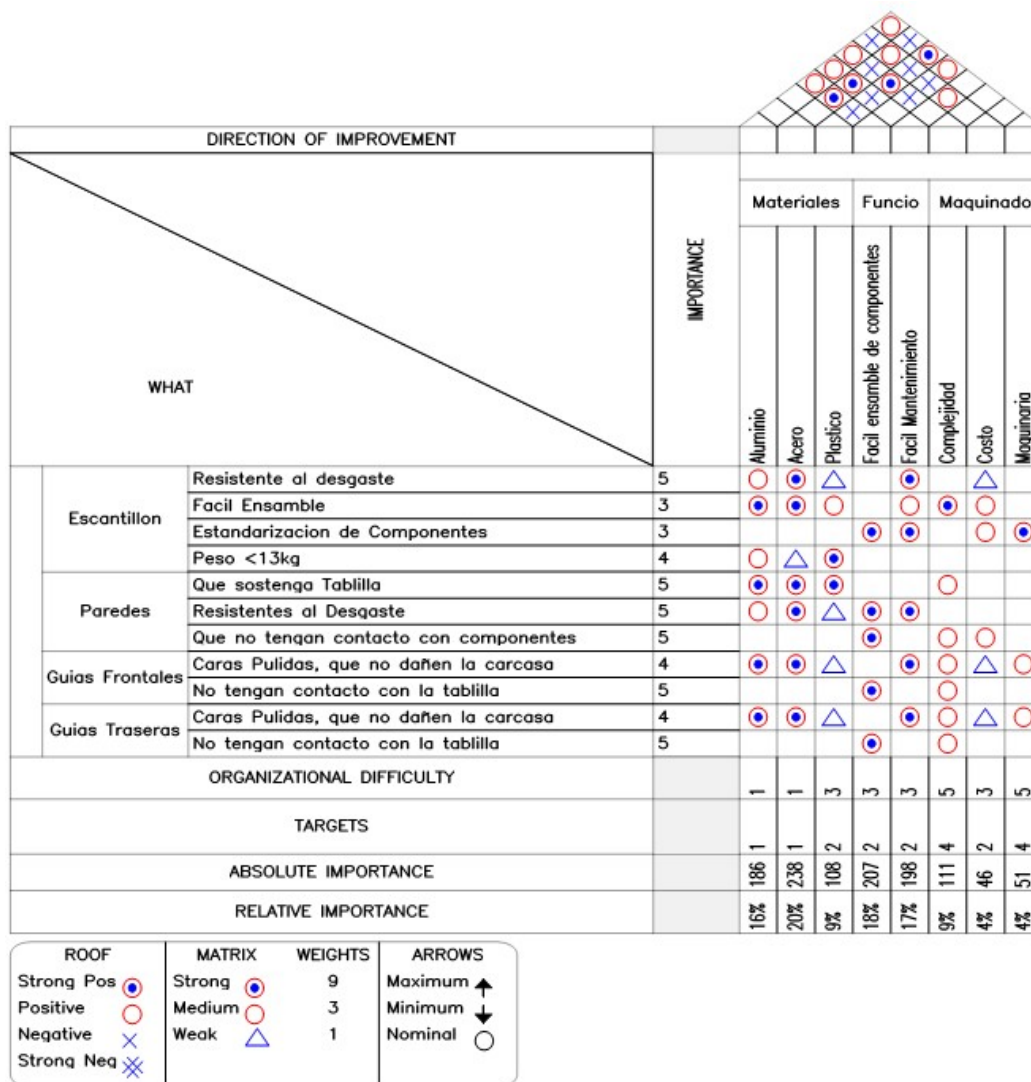 DIRECTION OF IMPROVEMENT
WHAT
IMPORTANCE
Materiales Funcio Maquinado
Aluminio
Acero
Plastico
Facil ensamble de componentes
Facil Mantenimiento
Complejidad
Costo
Maquinaria
Escantillon
Resistente al desgaste 5
Facil Ensamble 3
Estandarizacion de Componentes 3
Peso <13kg 4
Paredes
Que sostenga Tablilla 5
Resistentes al Desgaste 5
Que no tengan contacto con componentes 5
Guias Frontales
Caras Pulidas, que no dañen la carcasa 4
No tengan contacto con la tablilla 5
Guias Traseras
Caras Pulidas, que no dañen la carcasa 4
No tengan contacto con la tablilla 5
ORGANIZATIONAL DIFFICULTY 1 1 3 3 3 5 3 5
TARGETS 1 1 2 2 2 4 2 4
ABSOLUTE IMPORTANCE 186 238 108 207 198 111 46 51
RELATIVE IMPORTANCE 16% 20% 9% 18% 17% 9% 4% 4%
ROOF MATRIX WEIGHTS ARROWS
Strong Pos Strong 9 Maximum
Positive Medium 3 Minimum
Negative Weak 1 Nominal
Strong Neg